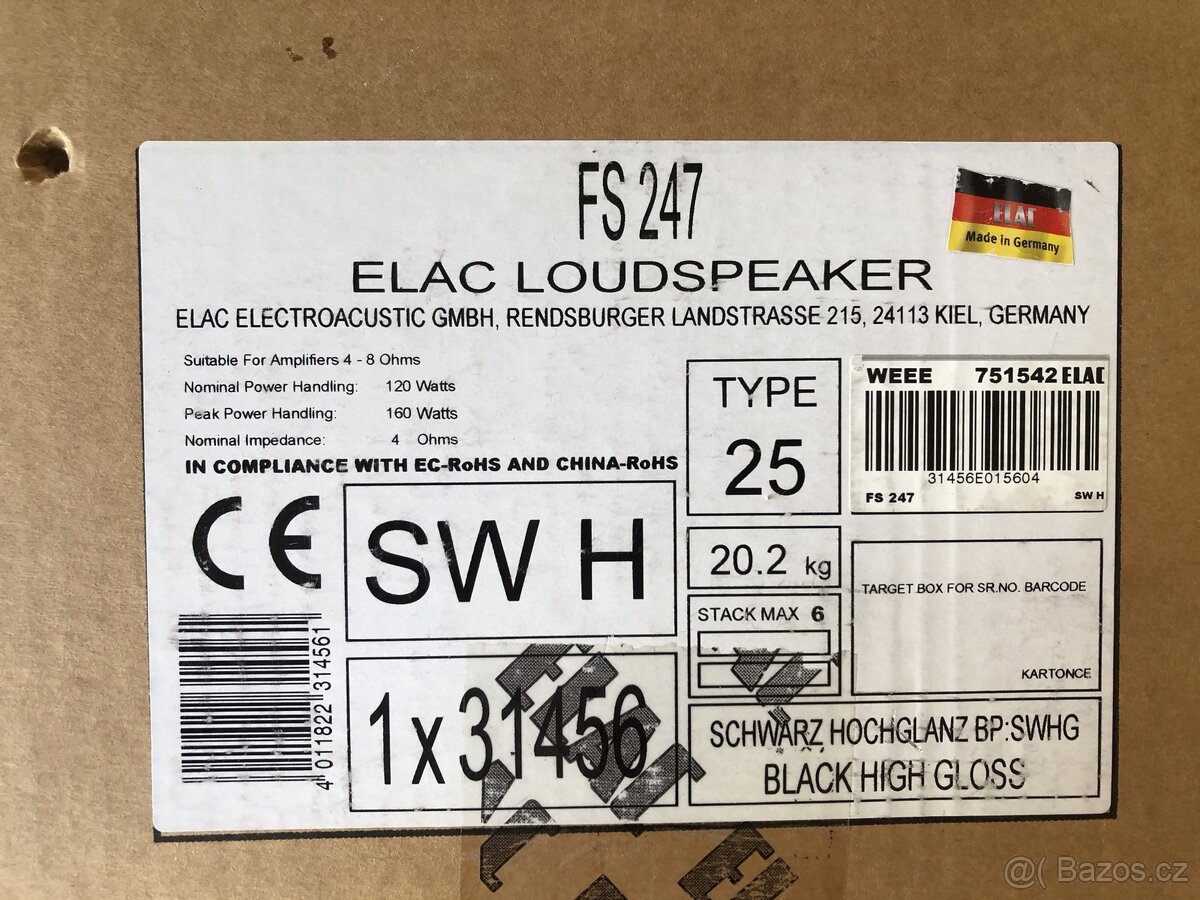 FS 247
ELAC
Made in Germany
ELAC LOUDSPEAKER
ELAC ELECTROACUSTIC GMBH, RENDSBURGER LANDSTRASSE 215, 24113 KIEL, GERMANY
Suitable For Amplifiers 4 - 8 Ohms
Nominal Power Handling: 120 Watts
Peak Power Handling: 160 Watts
Nominal Impedance: 4 Ohms
IN COMPLIANCE WITH EC-RoHS AND CHINA-RoHS
TYPE
25
WEEE 751542 ELAC
31456E015604
FS 247 SW H
CE
SW H
20.2 kg
STACK MAX 6
TARGET BOX FOR SR.NO. BARCODE
KARTONCE
4 011822 314561
1 x 31456
SCHWARZ HOCHGLANZ BP:SWHG
BLACK HIGH GLOSS
@( Bazos.cz